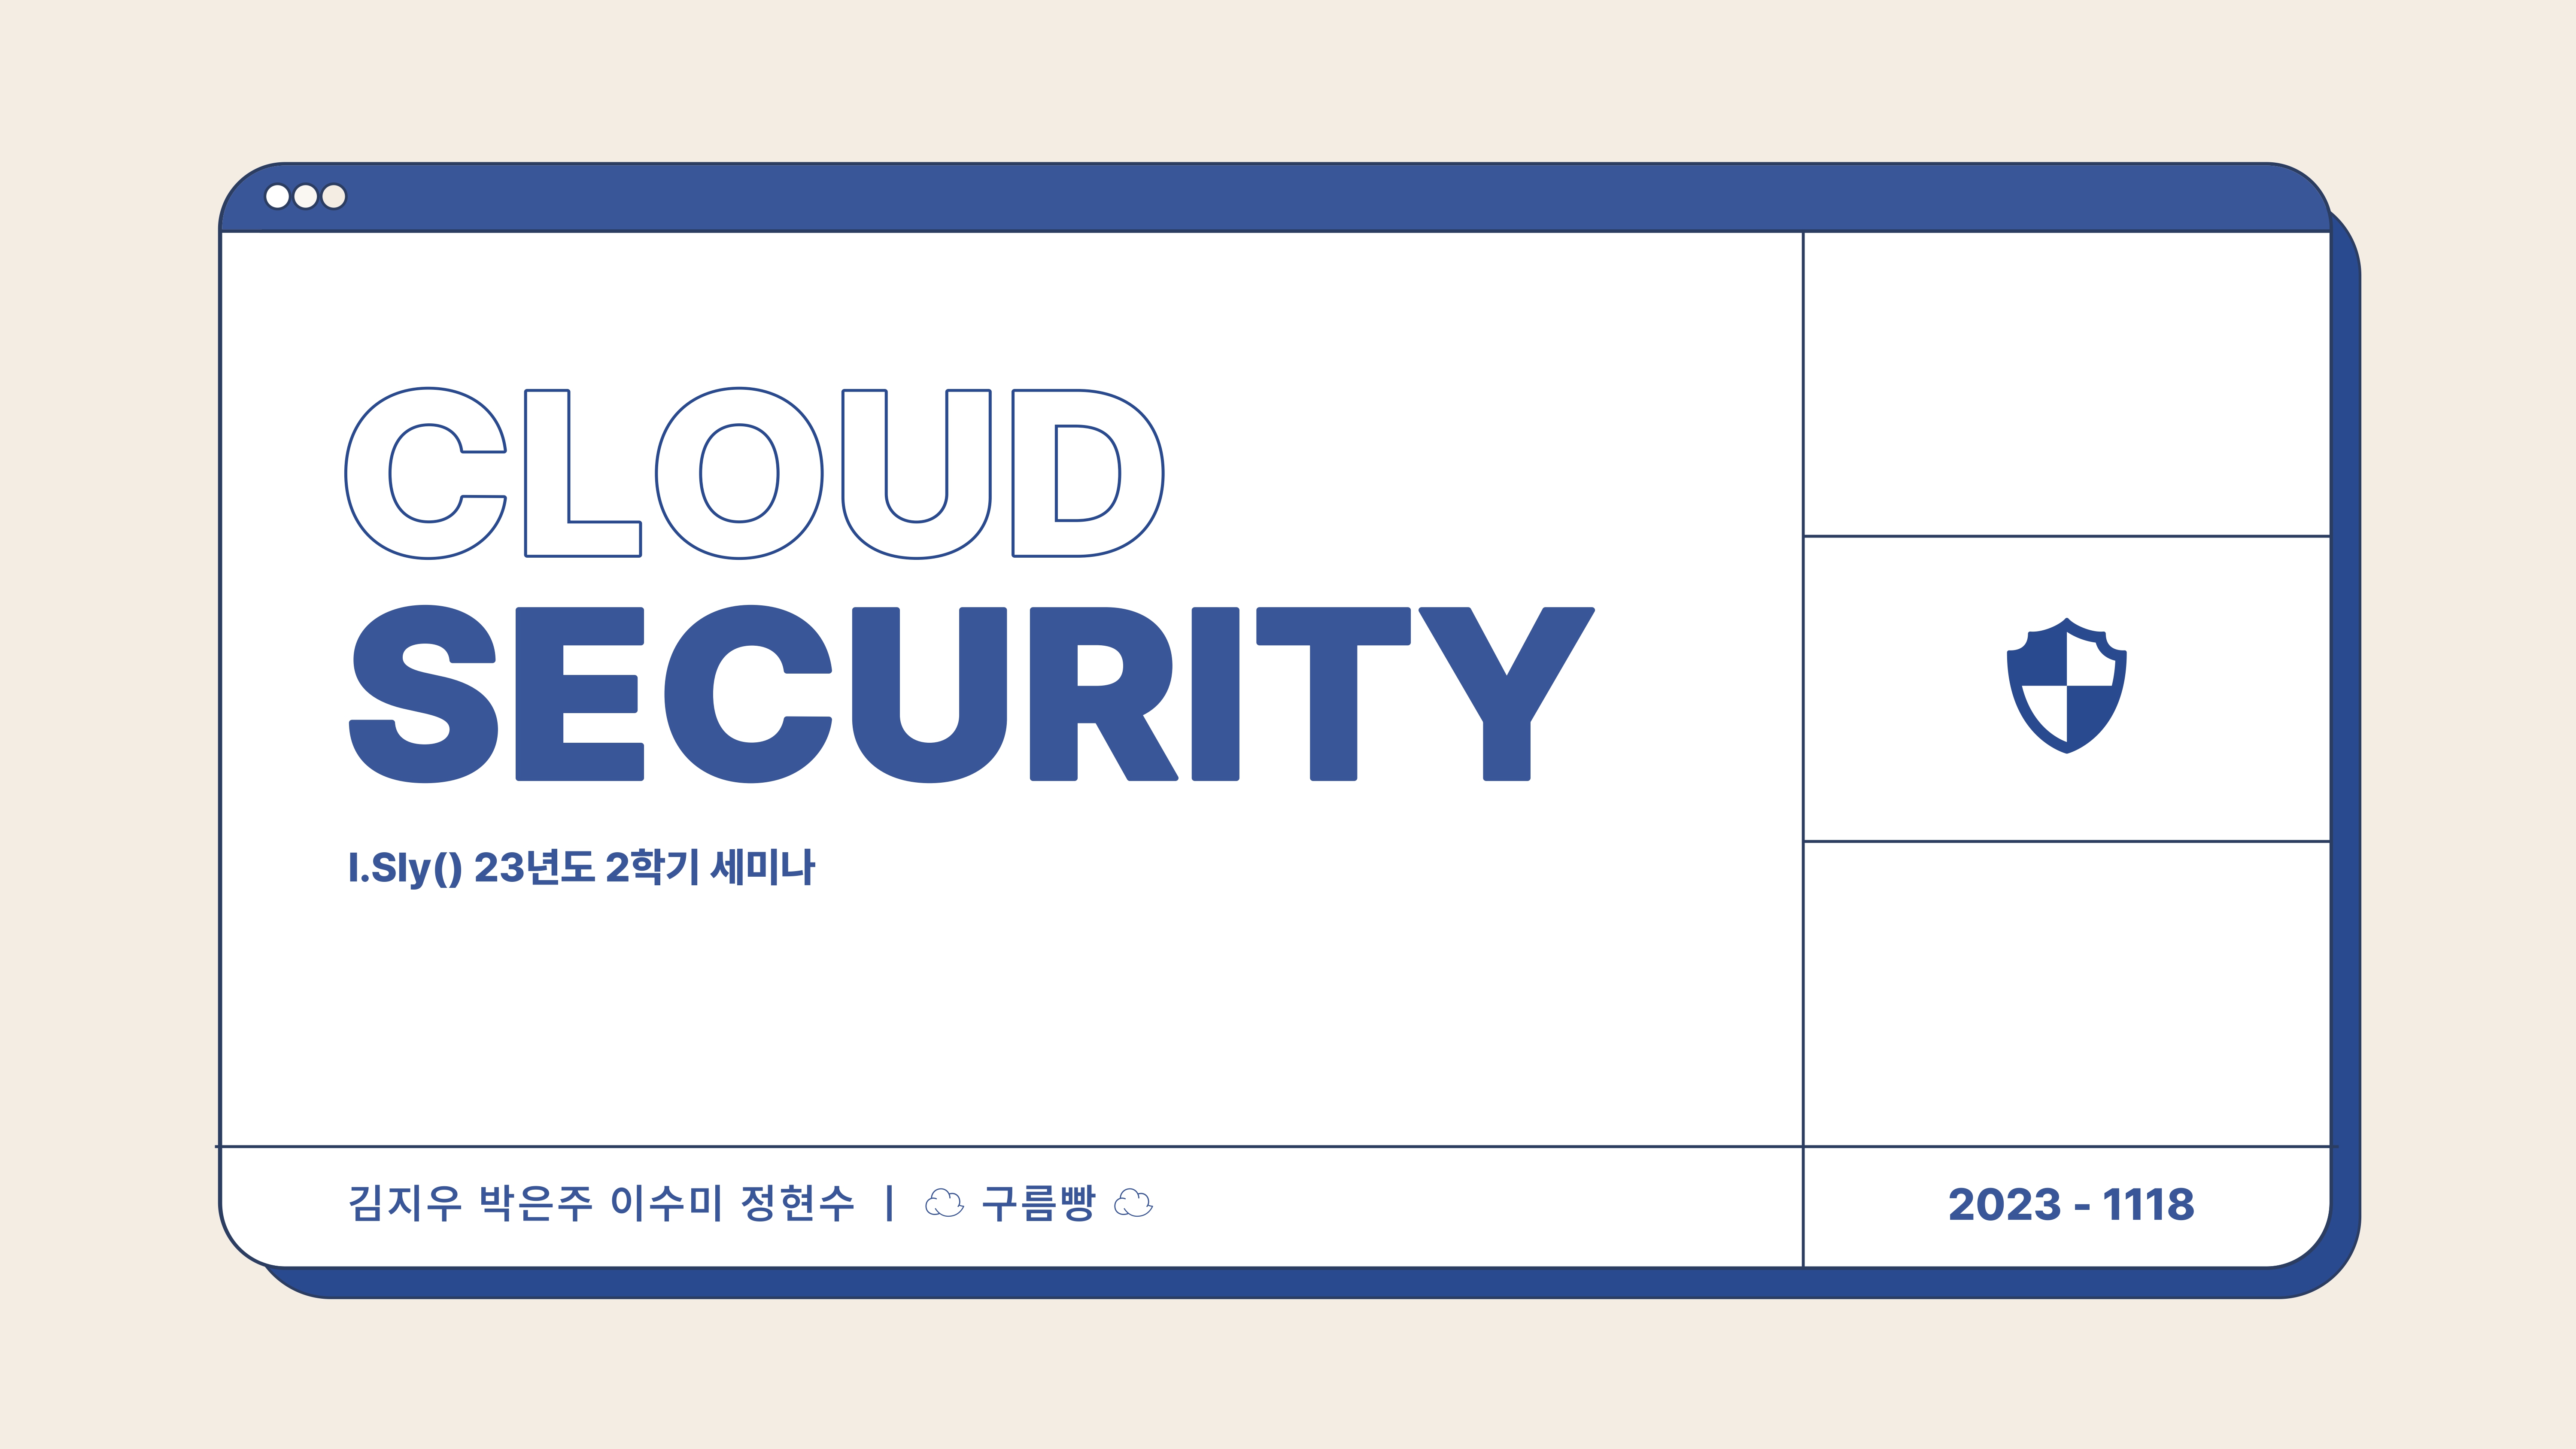 CLOUD
SECURITY
I.Sly() 23년도 2학기 세미나
김지우 박은주 이수미 정현수 | 구름빵
2023 - 1118